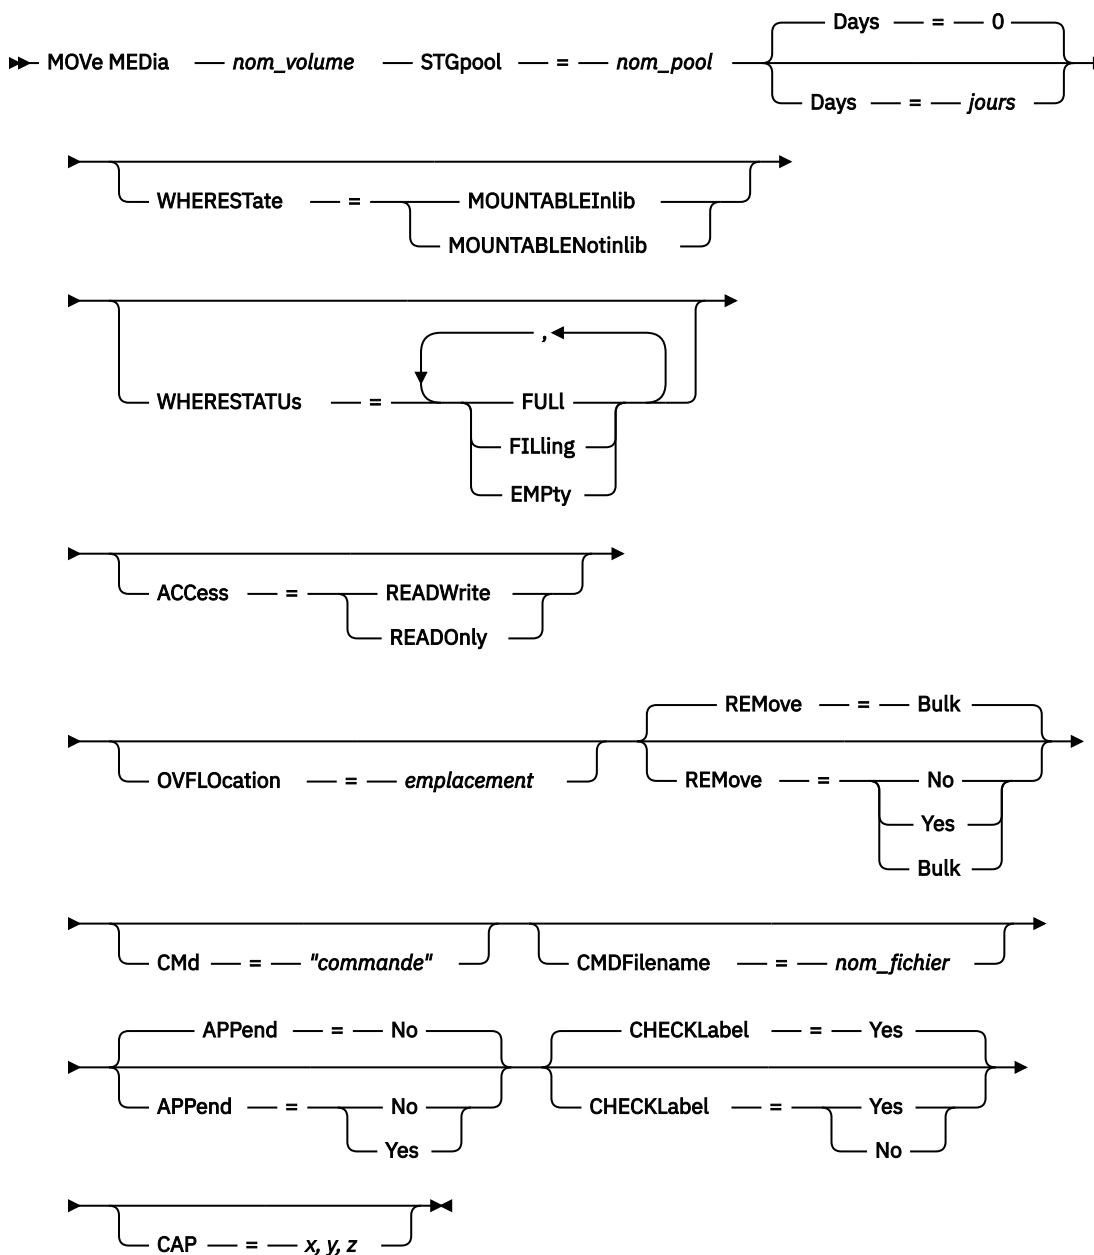 Days = 0
MOVe MEDia nom_volume STGpool = nom_pool
Days = jours
WHERESTate = MOUNTABLEInlib
MOUNTABLENotinlib
,
WHERESTATUs = FULl
FILling
EMPty
ACCess = READWrite
READOnly
REMove = Bulk
OVFLOcation = emplacement REMove = No
Yes
Bulk
CMd = "commande" CMDFilename = nom_fichier
APPend = No CHECKLabel = Yes
APPend = No CHECKLabel = Yes
Yes No
CAP = x, y, z